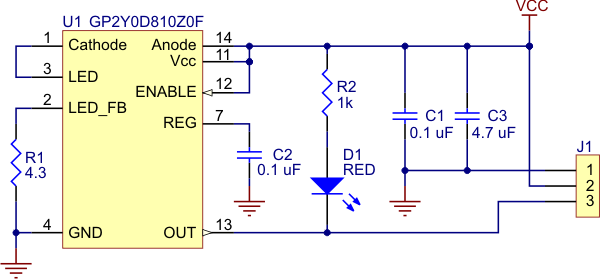 VCC
U1 GP2Y0D810Z0F
1 Cathode Anode 14
Vcc 11
3 LED
ENABLE 12
2 LED_FB
REG 7
R1
4.3
4 GND OUT 13
C2
0.1 uF
R2
1k
D1
RED
C1
0.1 uF
C3
4.7 uF
J1
1
2
3